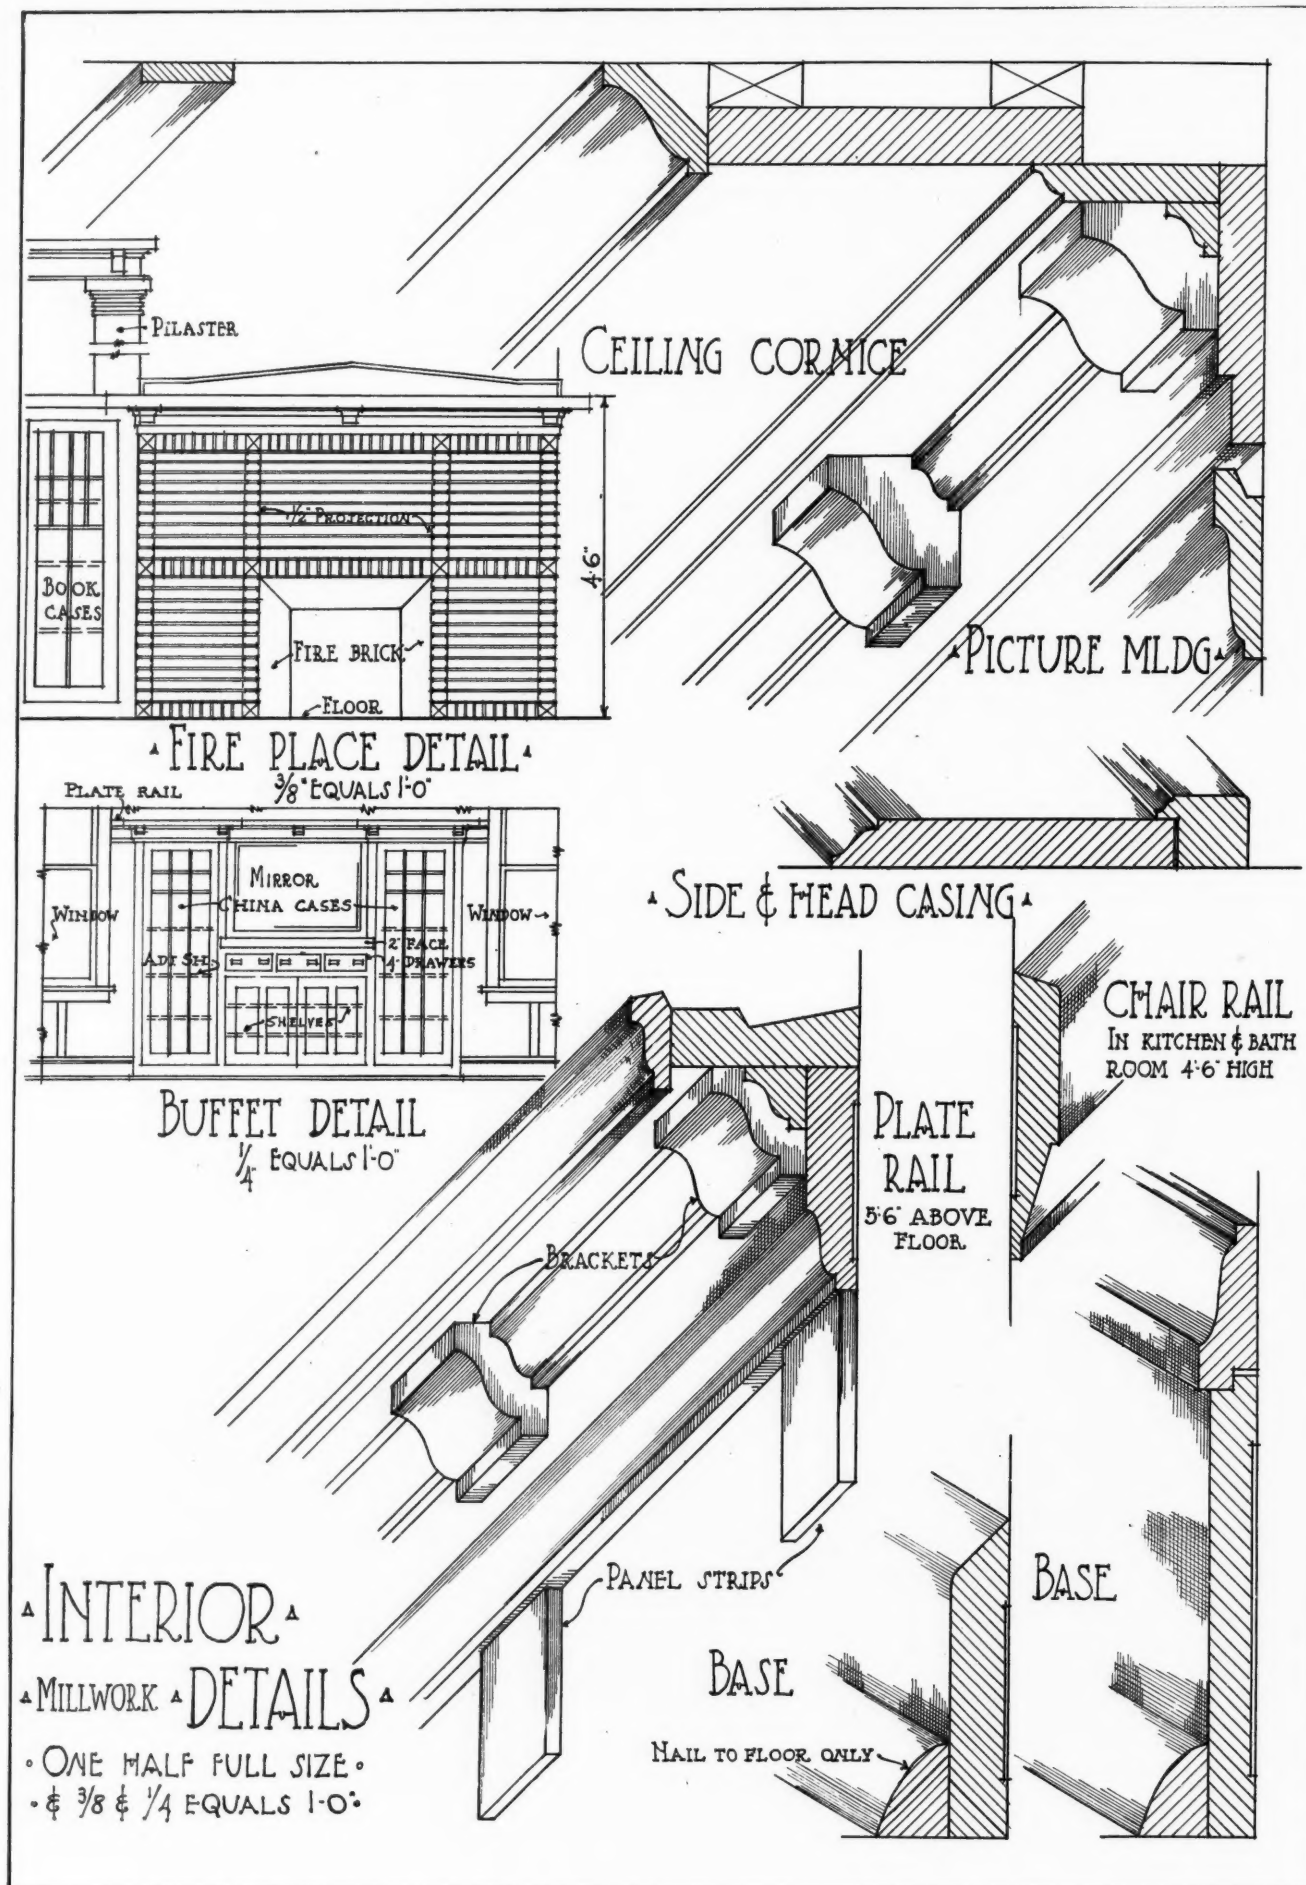 PILASTER
CEILING CORNICE
1/2" PROJECTION
4'-6"
BOOK
CASES
FIRE BRICK
FLOOR
PICTURE MLDG
FIRE PLACE DETAIL
3/8" EQUALS 1'-0"
PLATE RAIL
MIRROR
CHINA CASES
WINDOW
WINDOW
2" FACE
4" DRAWERS
ADJ SH.
SHELVES
BUFFET DETAIL
1/4" EQUALS 1'-0"
SIDE & HEAD CASING
CHAIR RAIL
IN KITCHEN & BATH
ROOM 4'-6" HIGH
PLATE
RAIL
5'-6" ABOVE
FLOOR
BRACKETS
PANEL STRIPS
BASE
BASE
NAIL TO FLOOR ONLY
INTERIOR
MILLWORK DETAILS
ONE HALF FULL SIZE
& 3/8 & 1/4 EQUALS 1'-0"